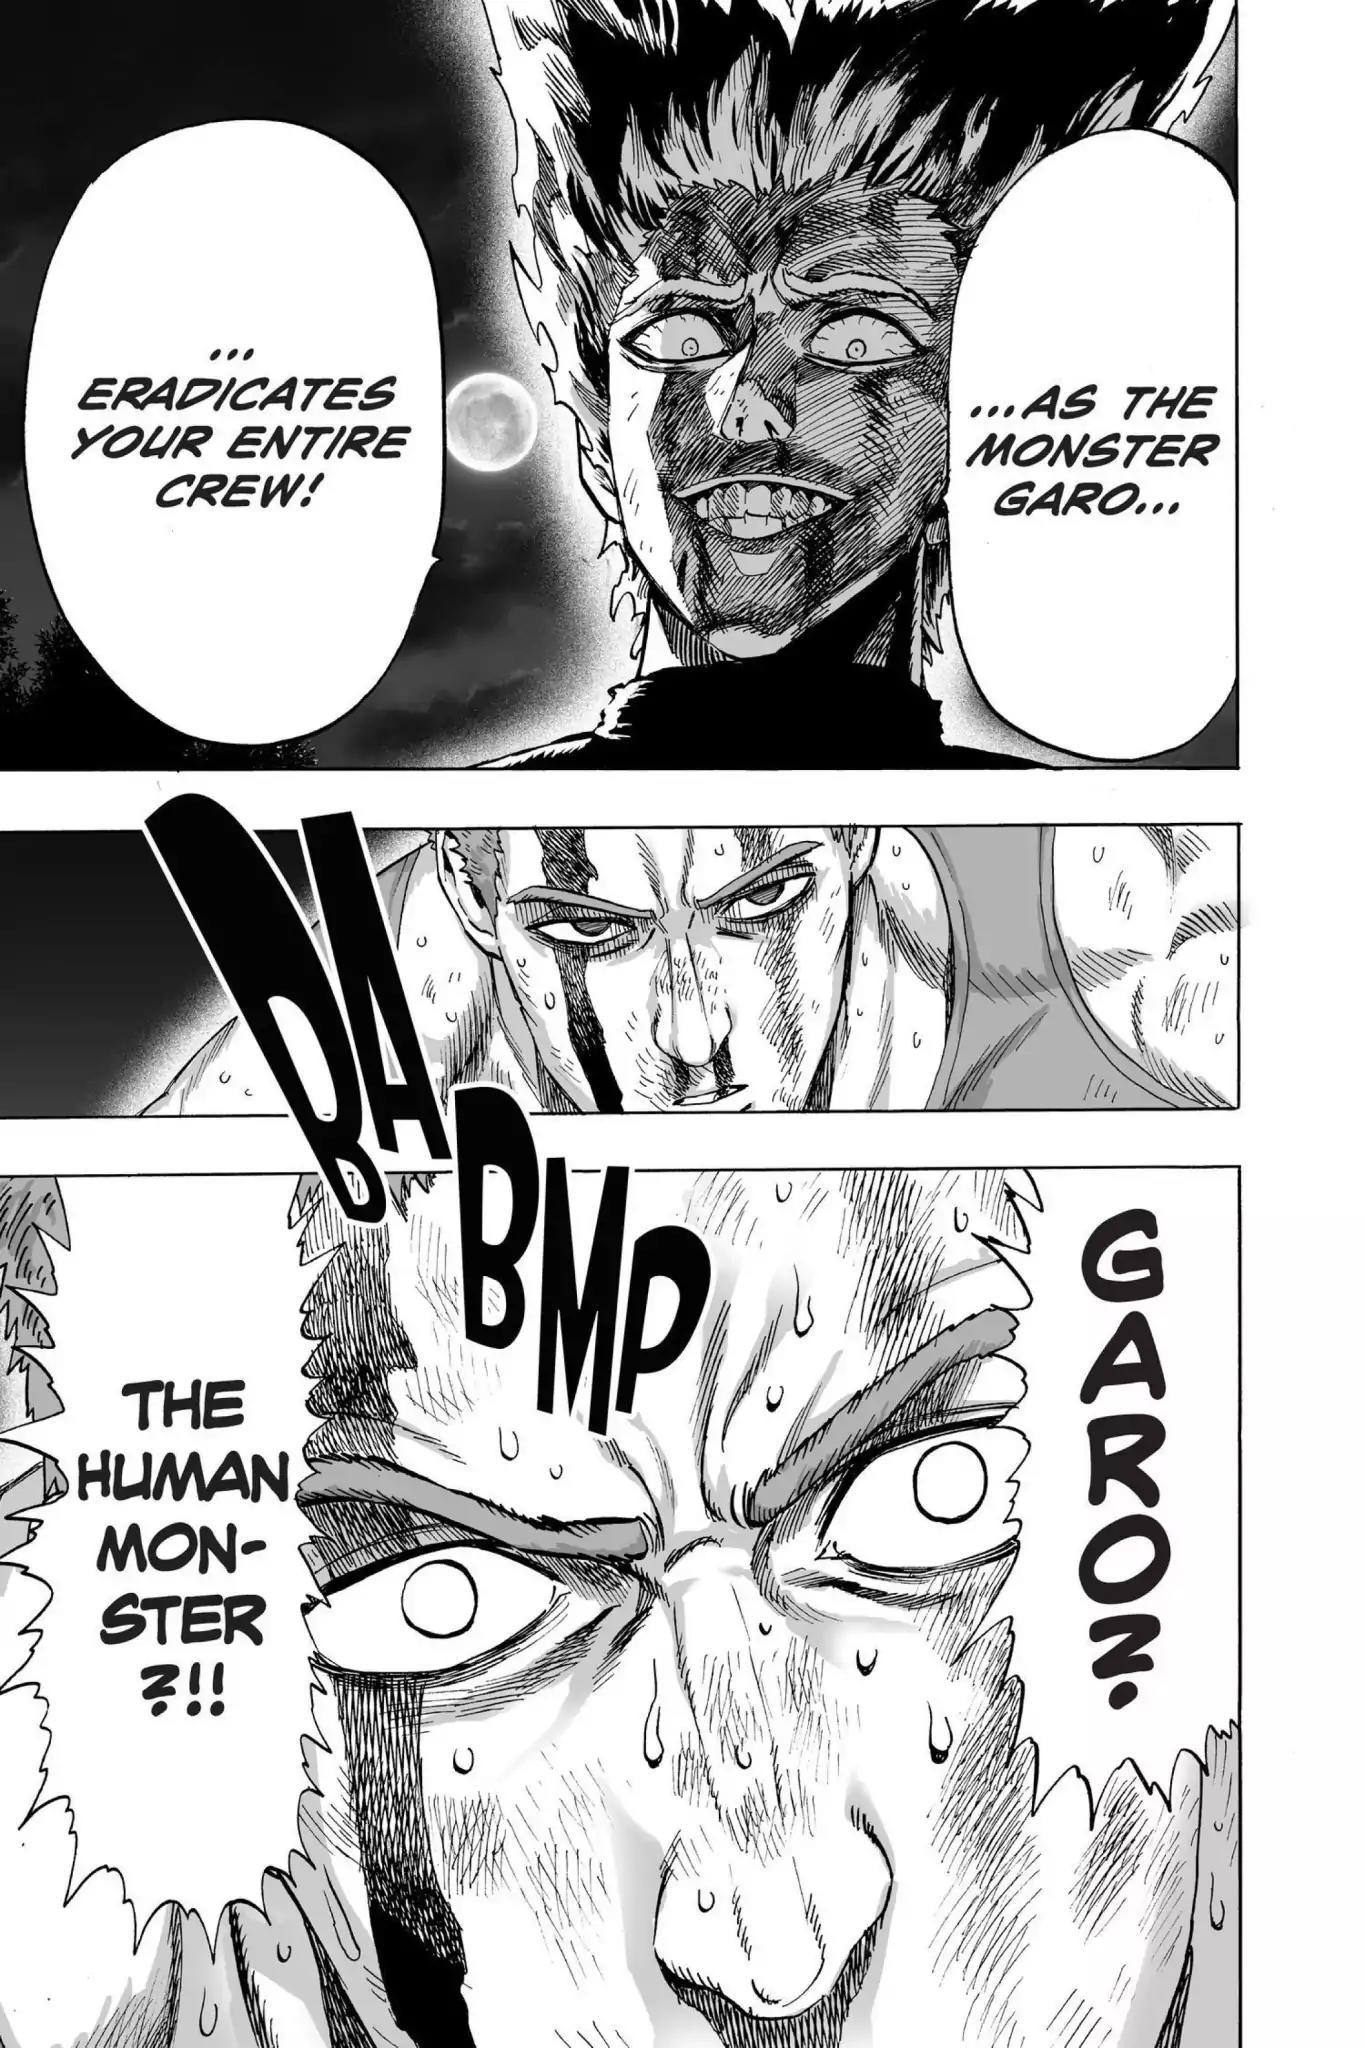 ...AS THE
MONSTER
GARO...
...
ERADICATES
YOUR ENTIRE
CREW!
BA
BMP
GARO?
THE
HUMAN
MON-
STER
?!!